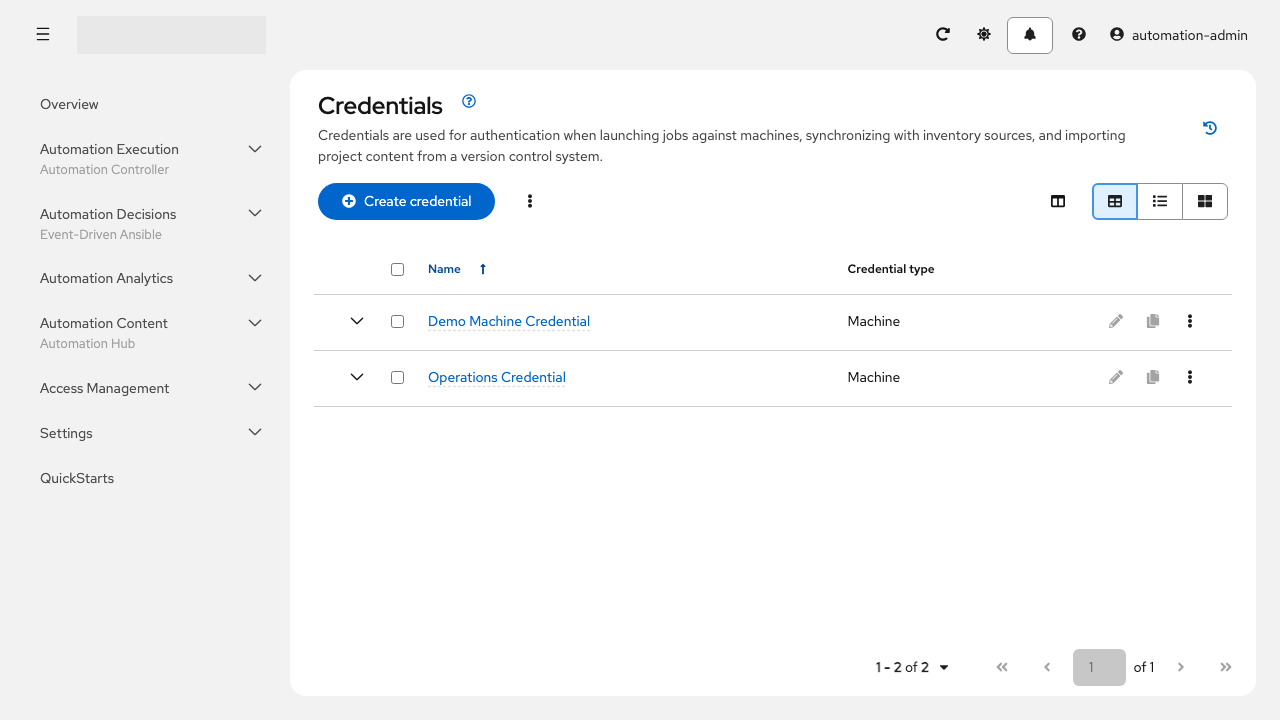 automation-admin
Overview
Automation Execution
Automation Controller
Automation Decisions
Event-Driven Ansible
Automation Analytics
Automation Content
Automation Hub
Access Management
Settings
QuickStarts
Credentials
Credentials are used for authentication when launching jobs against machines, synchronizing with inventory sources, and importing
project content from a version control system.
Create credential
Name Credential type
Demo Machine Credential Machine
Operations Credential Machine
1 - 2 of 2 1 of 1